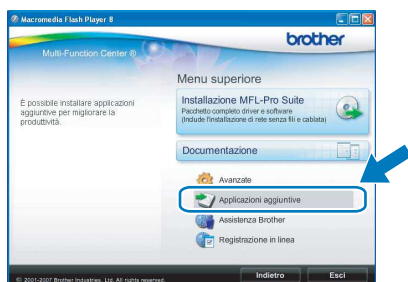 Macromedia Flash Player 8
brother
Multi-Function Center ®
Menu superiore
È possibile installare applicazioni
aggiuntive per migliorare la
produttività.
Installazione MFL-Pro Suite
Pacchetto completo driver e software
(Include l'installazione di rete senza fili e cablata)
Documentazione
Avanzate
Applicazioni aggiuntive
Assistenza Brother
Registrazione in linea
© 2001-2007 Brother Industries, Ltd. All rights reserved.
Indietro
Esci